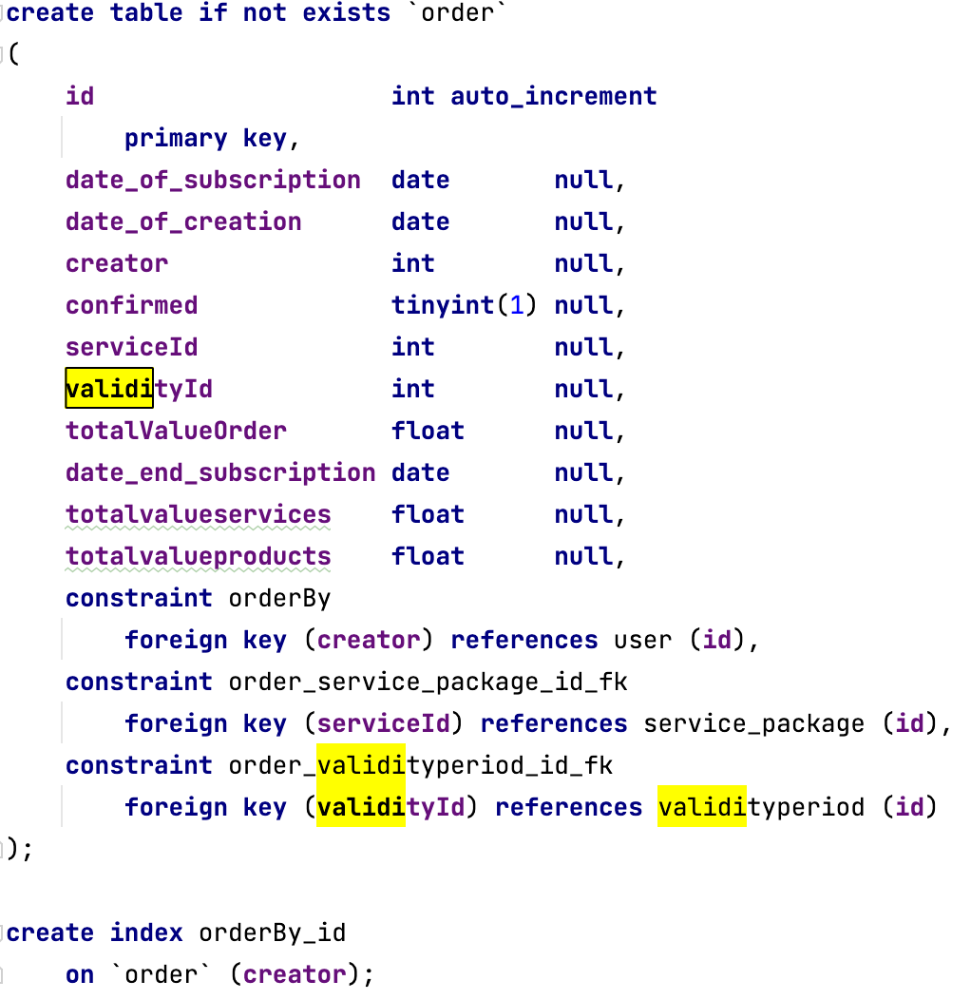 create table if not exists `order`
(
    id                    int auto_increment
        primary key,
    date_of_subscription  date       null,
    date_of_creation      date       null,
    creator               int        null,
    confirmed             tinyint(1) null,
    serviceId             int        null,
    validityId            int        null,
    totalValueOrder       float      null,
    date_end_subscription date       null,
    totalvalueservices    float      null,
    totalvalueproducts    float      null,
    constraint orderBy
        foreign key (creator) references user (id),
    constraint order_service_package_id_fk
        foreign key (serviceId) references service_package (id),
    constraint order_validityperiod_id_fk
        foreign key (validityId) references validityperiod (id)
);

create index orderBy_id
    on `order` (creator);